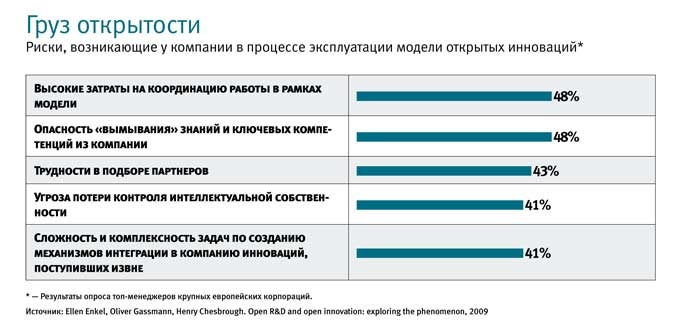 Груз открытости
Риски, возникающие у компании в процессе эксплуатации модели открытых инноваций*
Высокие затраты на координацию работы в рамках
модели
48%
Опасность «вымывания» знаний и ключевых компе-
тенций из компании
48%
Трудности в подборе партнеров
43%
Угроза потери контроля интеллектуальной собствен-
ности
41%
Сложность и комплексность задач по созданию
механизмов интеграции в компанию инноваций,
поступивших извне
41%
* — Результаты опроса топ-менеджеров крупных европейских корпораций.
Источник: Ellen Enkel, Oliver Gassmann, Henry Chesbrough. Open R&D and open innovation: exploring the phenomenon, 2009